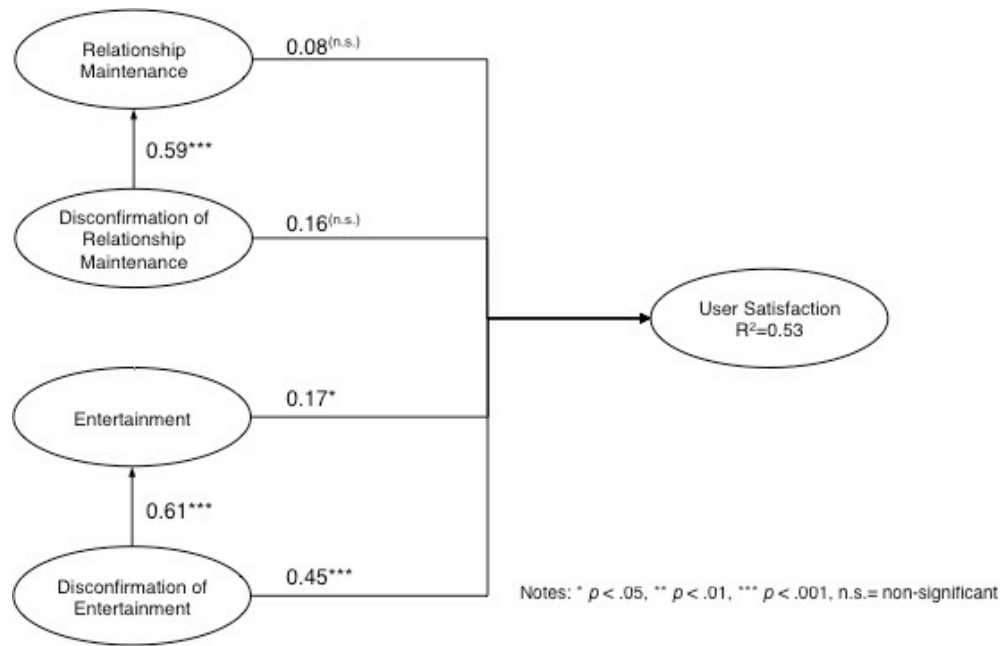 Relationship
Maintenance
0.08(n.s.)
0.59***
Disconfirmation of
Relationship
Maintenance
0.16(n.s.)
User Satisfaction
R²=0.53
Entertainment
0.17*
0.61***
Disconfirmation of
Entertainment
0.45***
Notes: * p < .05, ** p < .01, *** p < .001, n.s.= non-significant